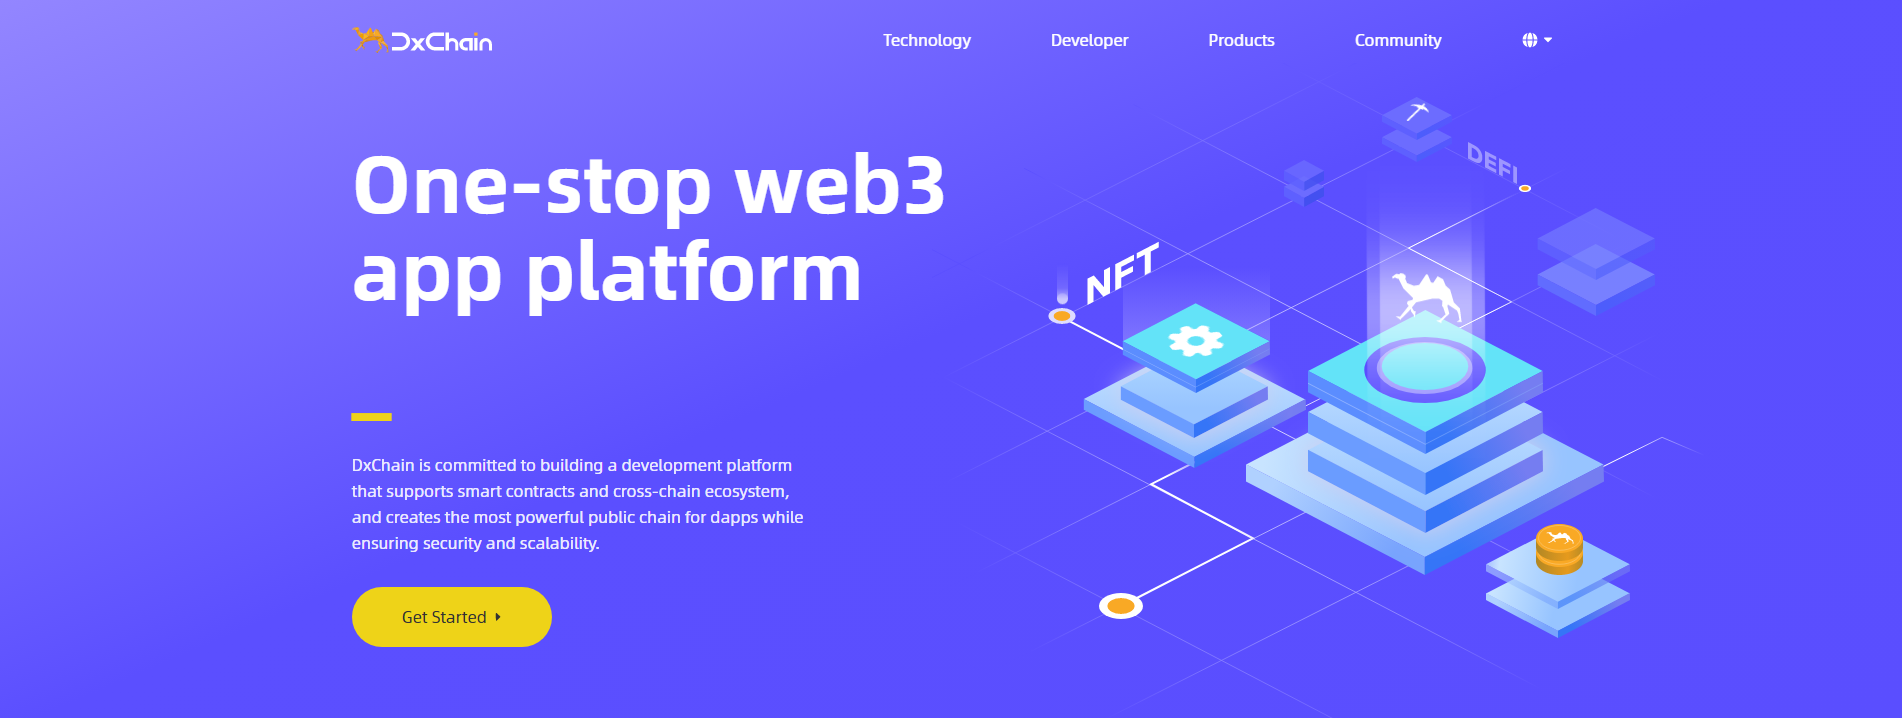 DxChain
Technology
Developer
Products
Community
One-stop web3
app platform
DxChain is committed to building a development platform
that supports smart contracts and cross-chain ecosystem,
and creates the most powerful public chain for dapps while
ensuring security and scalability.
Get Started
NFT
DEFI